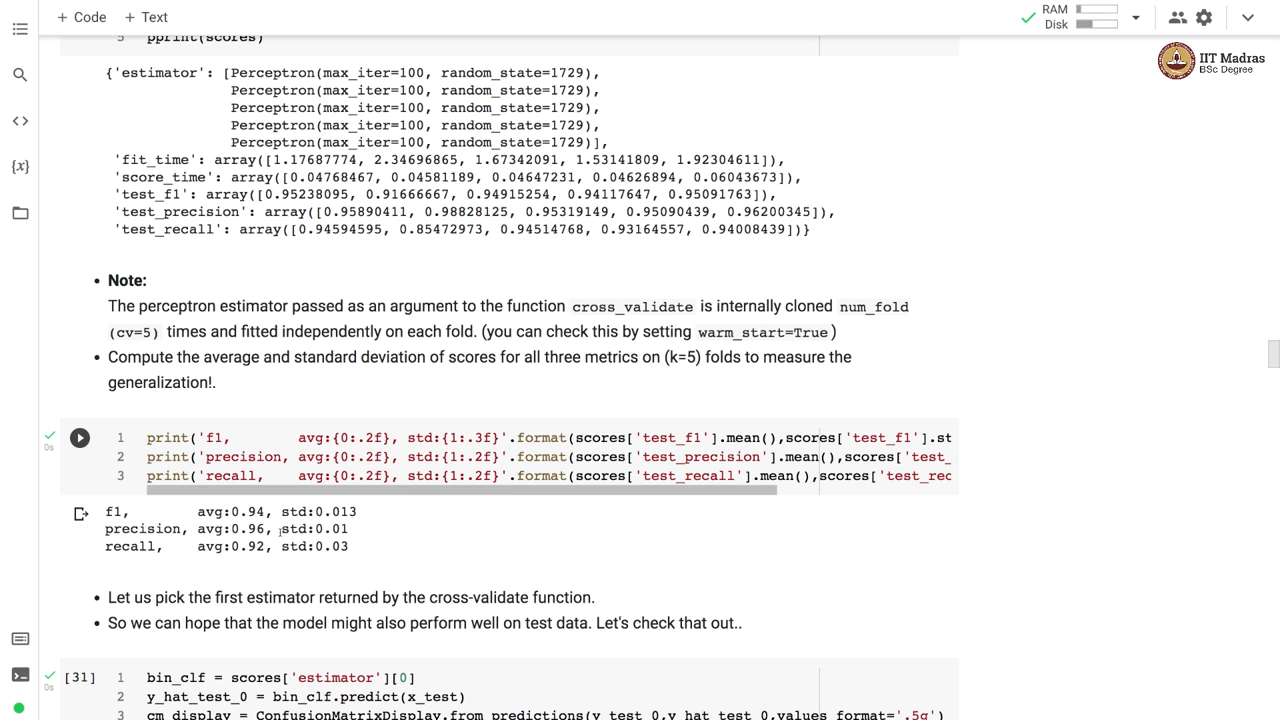 + Code + Text
RAM
Disk
IIT Madras
BSc Degree
5 pprint(scores)
{'estimator': [Perceptron(max_iter=100, random_state=1729),
Perceptron(max_iter=100, random_state=1729),
Perceptron(max_iter=100, random_state=1729),
Perceptron(max_iter=100, random_state=1729),
Perceptron(max_iter=100, random_state=1729)],
'fit_time': array([1.17687774, 2.34696865, 1.67342091, 1.53141809, 1.92304611]),
'score_time': array([0.04768467, 0.04581189, 0.04647231, 0.04626894, 0.06043673]),
'test_f1': array([0.95238095, 0.91666667, 0.94915254, 0.94117647, 0.95091763]),
'test_precision': array([0.95890411, 0.98828125, 0.95319149, 0.95090439, 0.96200345]),
'test_recall': array([0.94594595, 0.85472973, 0.94514768, 0.93164557, 0.94008439])}
• Note:
The perceptron estimator passed as an argument to the function cross_validate is internally cloned num_fold
(cv=5) times and fitted independently on each fold. (you can check this by setting warm_start=True )
• Compute the average and standard deviation of scores for all three metrics on (k=5) folds to measure the
generalization!.
0s
1 print('f1, avg:{0:.2f}, std:{1:.3f}'.format(scores['test_f1'].mean(),scores['test_f1'].st
2 print('precision, avg:{0:.2f}, std:{1:.2f}'.format(scores['test_precision'].mean(),scores['test_
3 print('recall, avg:{0:.2f}, std:{1:.2f}'.format(scores['test_recall'].mean(),scores['test_rec
f1, avg:0.94, std:0.013
precision, avg:0.96, std:0.01
recall, avg:0.92, std:0.03
• Let us pick the first estimator returned by the cross-validate function.
• So we can hope that the model might also perform well on test data. Let's check that out..
0s
[31] 1 bin_clf = scores['estimator'][0]
2 y_hat_test_0 = bin_clf.predict(x_test)
3 cm_display = ConfusionMatrixDisplay.from_predictions(y_test_0,y_hat_test_0,values_format='.5g')